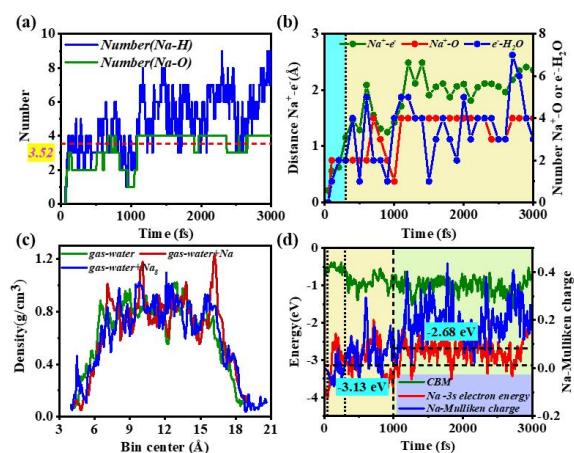 (a)
Number(Na-H)
Number(Na-O)
Number
10
8
6
4
2
0
3.52
0 1000 2000 3000
Time (fs)
(b)
Na⁺-e⁻ Na⁺-O e⁻-H₂O
Distance Na⁺-e⁻(Å)
3
2
1
0
Number Na⁺-O or e⁻-H₂O
8
6
4
2
0
0 1000 2000 3000
Time (fs)
(c)
gas-water gas-water+Na
gas-water+Na₈
Density(g/cm³)
1.2
0.8
0.4
0.0
3 6 9 12 15 18 21
Bin center (Å)
(d)
Energy(eV)
0
-1
-2
-3
-4
-2.68 eV
-3.13 eV
CBM
Na -3s electron energy
Na-Mulliken charge
Na-Mulliken charge
0.4
0.2
0.0
-0.2
0 1000 2000 3000
Time (fs)